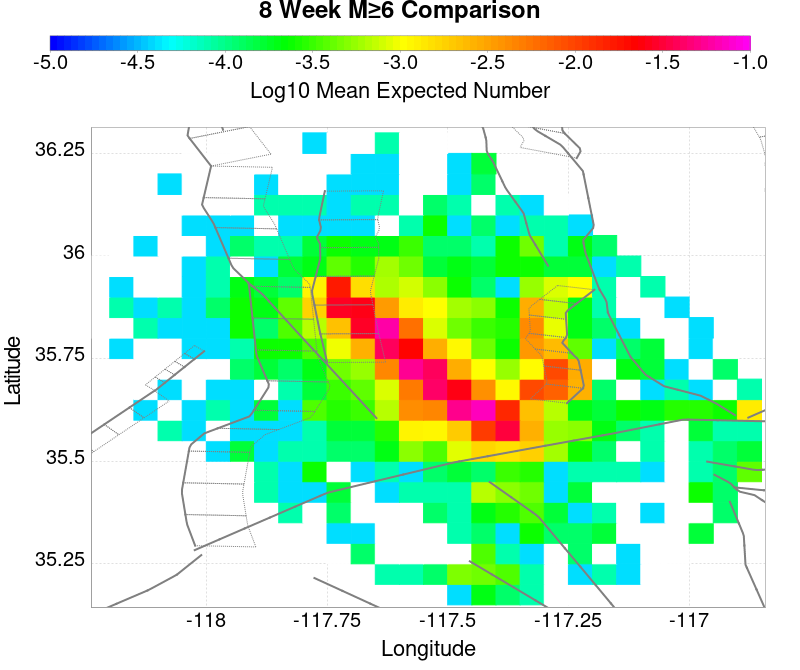 8 Week M≥6 Comparison
-5.0 -4.5 -4.0 -3.5 -3.0 -2.5 -2.0 -1.5 -1.0
Log10 Mean Expected Number
36.25
36
35.75
35.5
35.25
Latitude
-118 -117.75 -117.5 -117.25 -117
Longitude